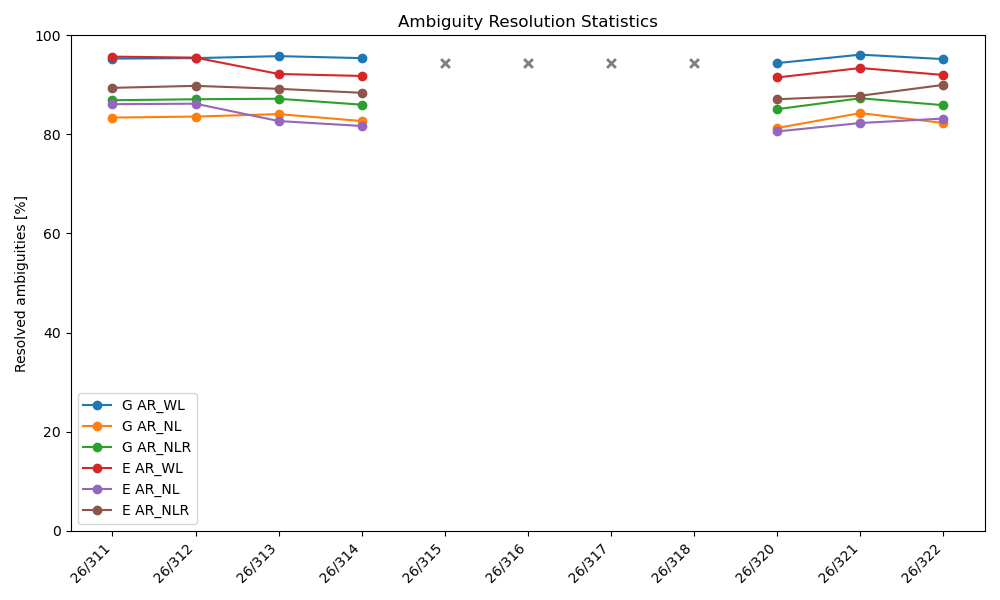 Ambiguity Resolution Statistics
Resolved ambiguities [%]
100
80
60
40
20
0
G AR_WL
G AR_NL
G AR_NLR
E AR_WL
E AR_NL
E AR_NLR
26/311
26/312
26/313
26/314
26/315
26/316
26/317
26/318
26/320
26/321
26/322